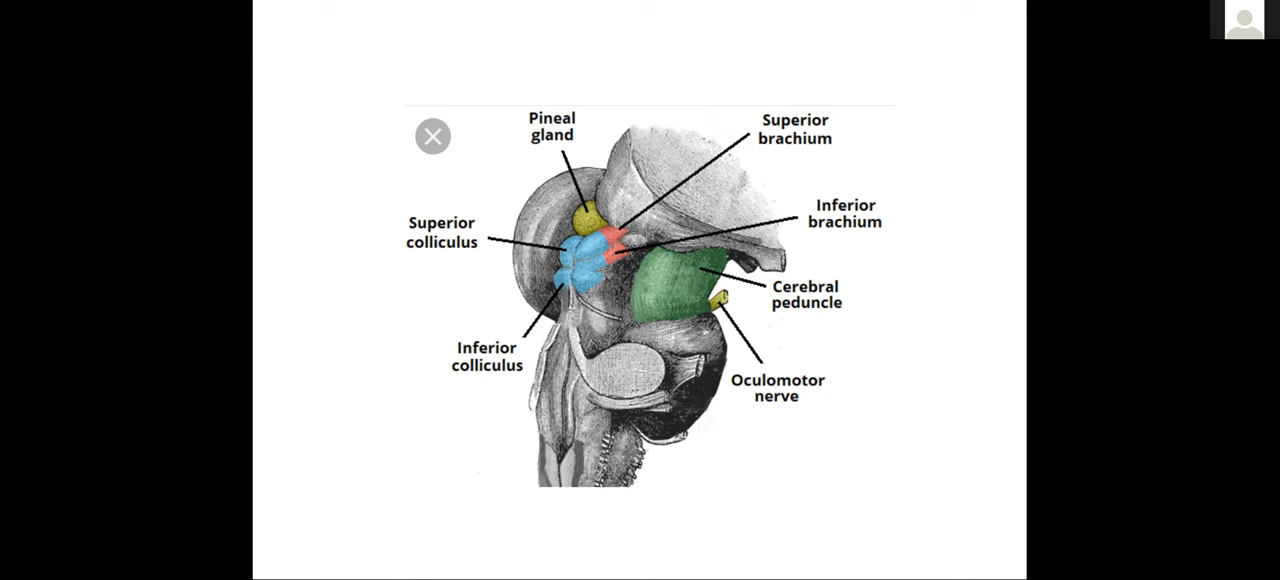 Pineal
gland
Superior
brachium
Superior
colliculus
Inferior
brachium
Cerebral
peduncle
Inferior
colliculus
Oculomotor
nerve